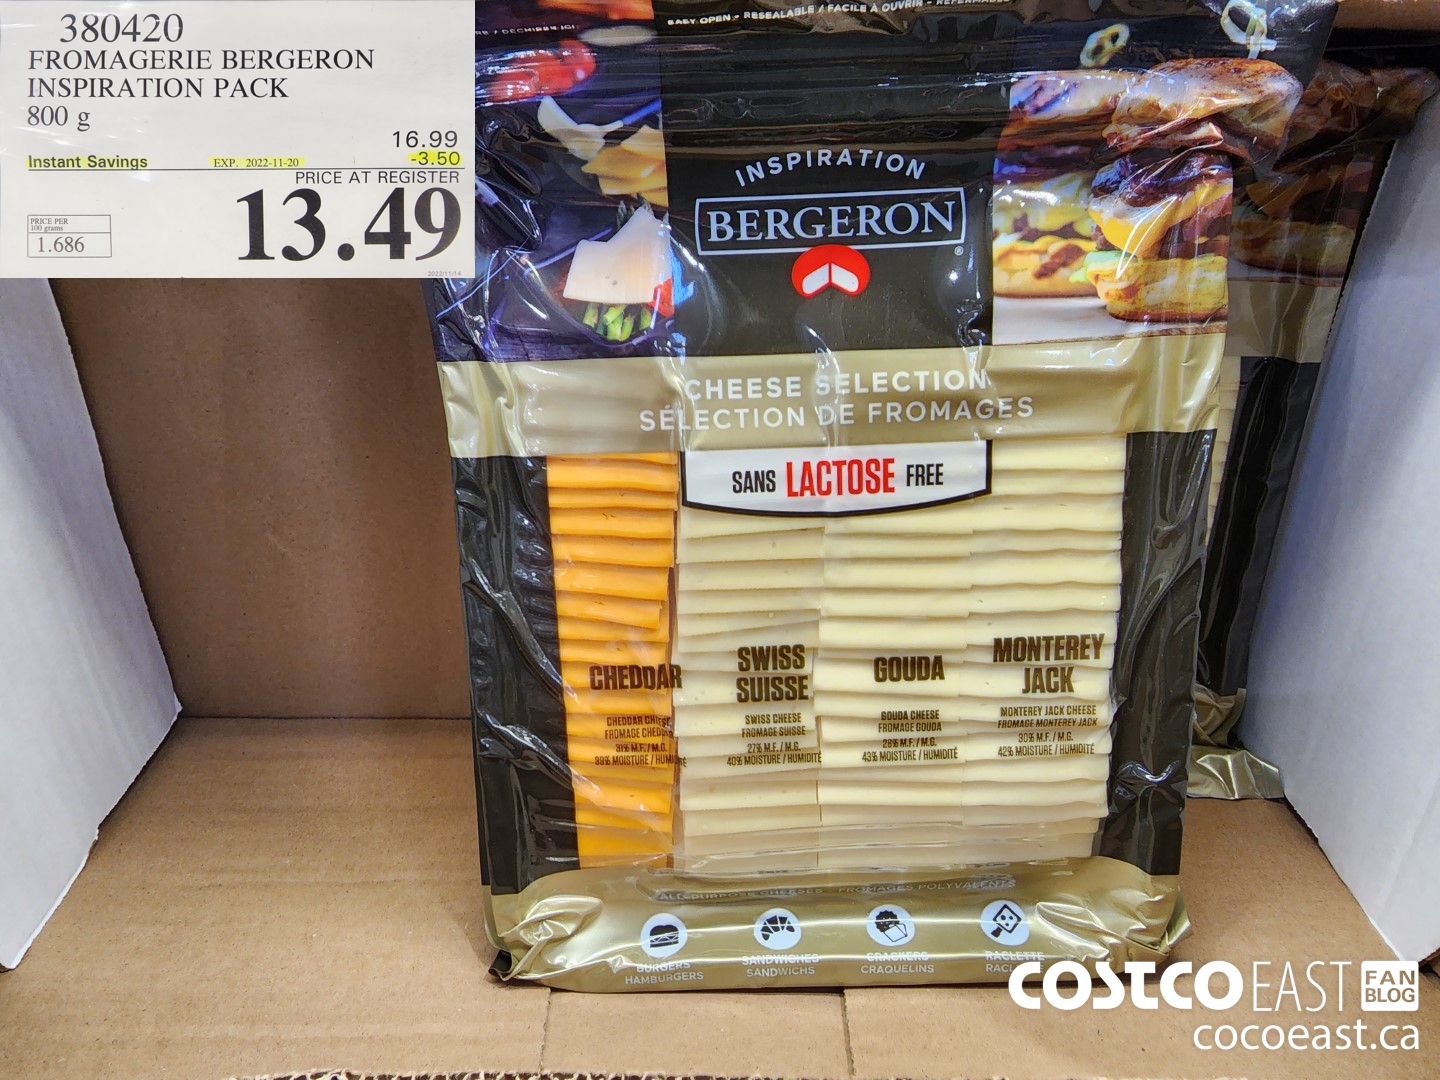 380420
FROMAGERIE BERGERON
INSPIRATION PACK
800 g
16.99
Instant Savings EXP. 2022-11-20 -3.50
PRICE AT REGISTER
13.49
PRICE PER
100 grams
1.686
2022/11/14
EASY OPEN - RESEALABLE / FACILE À OUVRIR - REFERMABLE
INSPIRATION
BERGERON
®
CHEESE SELECTION
SÉLECTION DE FROMAGES
SANS LACTOSE FREE
CHEDDAR
CHEDDAR CHEESE
FROMAGE CHEDDAR
31% M.F. / M.G.
38% MOISTURE / HUMIDITÉ
SWISS
SUISSE
SWISS CHEESE
FROMAGE SUISSE
27% M.F. / M.G.
40% MOISTURE / HUMIDITÉ
GOUDA
GOUDA CHEESE
FROMAGE GOUDA
28% M.F. / M.G.
43% MOISTURE / HUMIDITÉ
MONTEREY
JACK
MONTEREY JACK CHEESE
FROMAGE MONTEREY JACK
30% M.F. / M.G.
42% MOISTURE / HUMIDITÉ
ALL-PURPOSE CHEESES - FROMAGES POLYVALENTS
BURGERS
HAMBURGERS
SANDWICHES
SANDWICHS
CRACKERS
CRAQUELINS
RACLETTE
RACL
COSTCO EAST FAN BLOG
cocoeast.ca